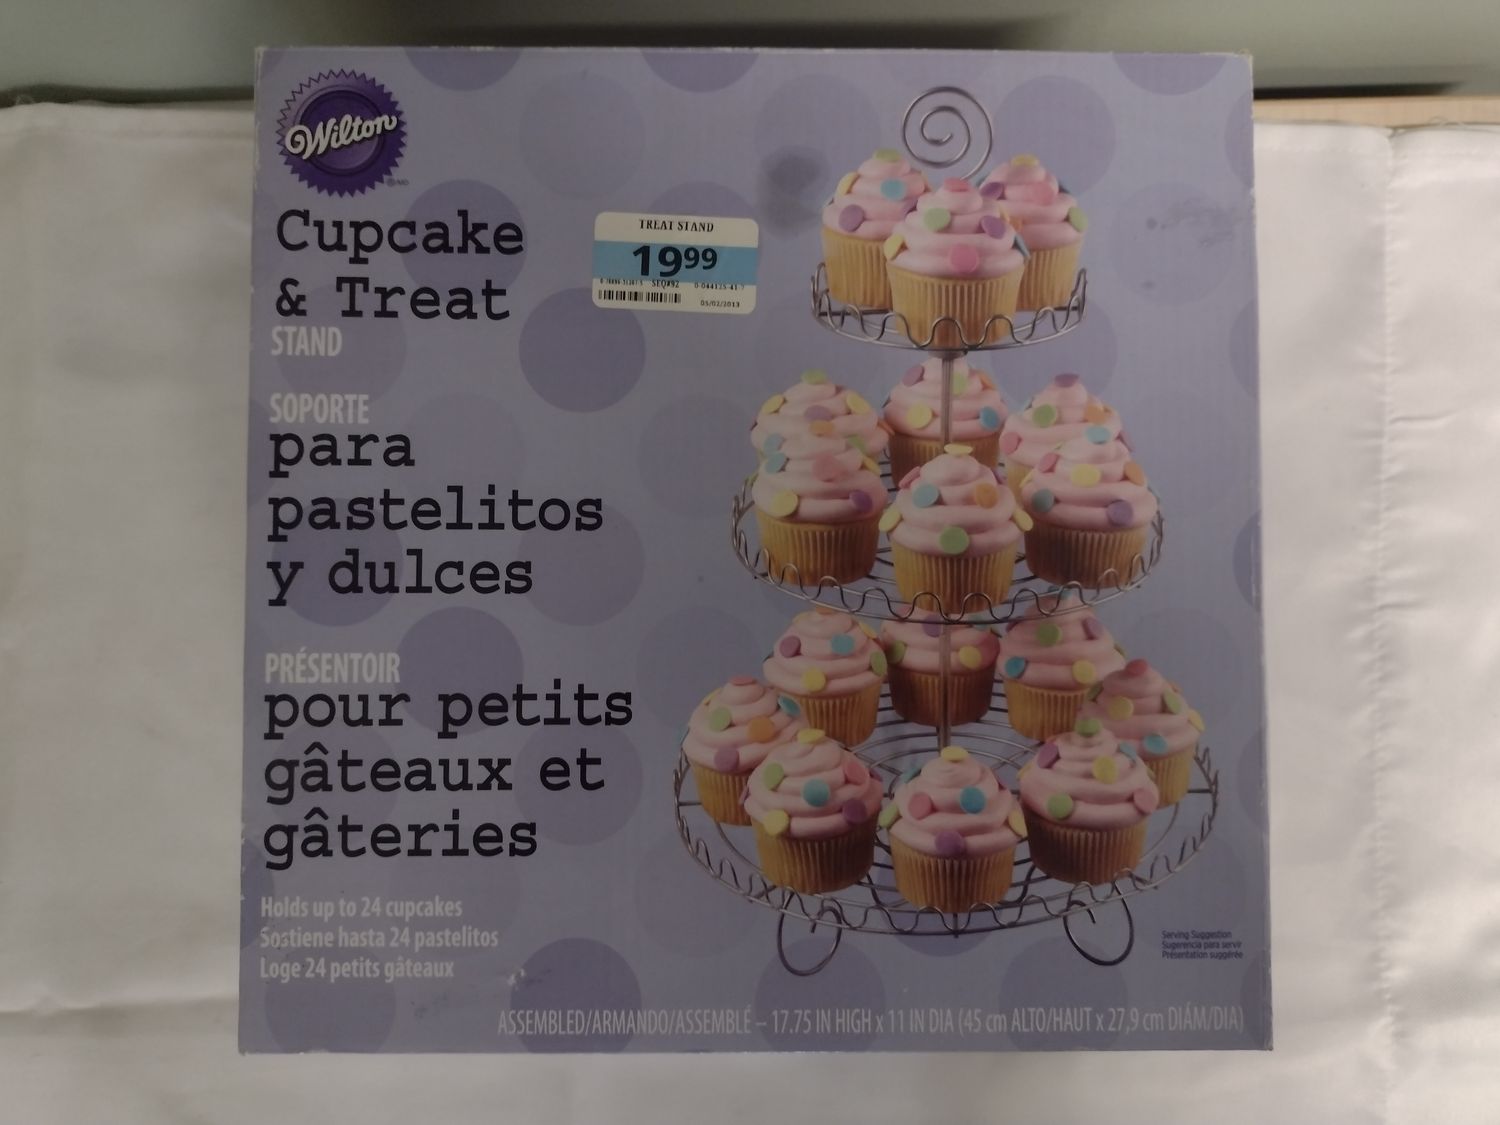 Wilton
Cupcake
& Treat
STAND
TREAT STAND
19⁹⁹
SEQ#92
05/02/2013
SOPORTE
para
pastelitos
y dulces
PRÉSENTOIR
pour petits
gâteaux et
gâteries
Holds up to 24 cupcakes
Sostiene hasta 24 pastelitos
Loge 24 petits gâteaux
Serving Suggestion
Sugerencia para servir
Présentation suggérée
ASSEMBLED/ARMANDO/ASSEMBLÉ – 17.75 IN HIGH x 11 IN DIA (45 cm ALTO/HAUT x 27,9 cm DIÁM/DIA)